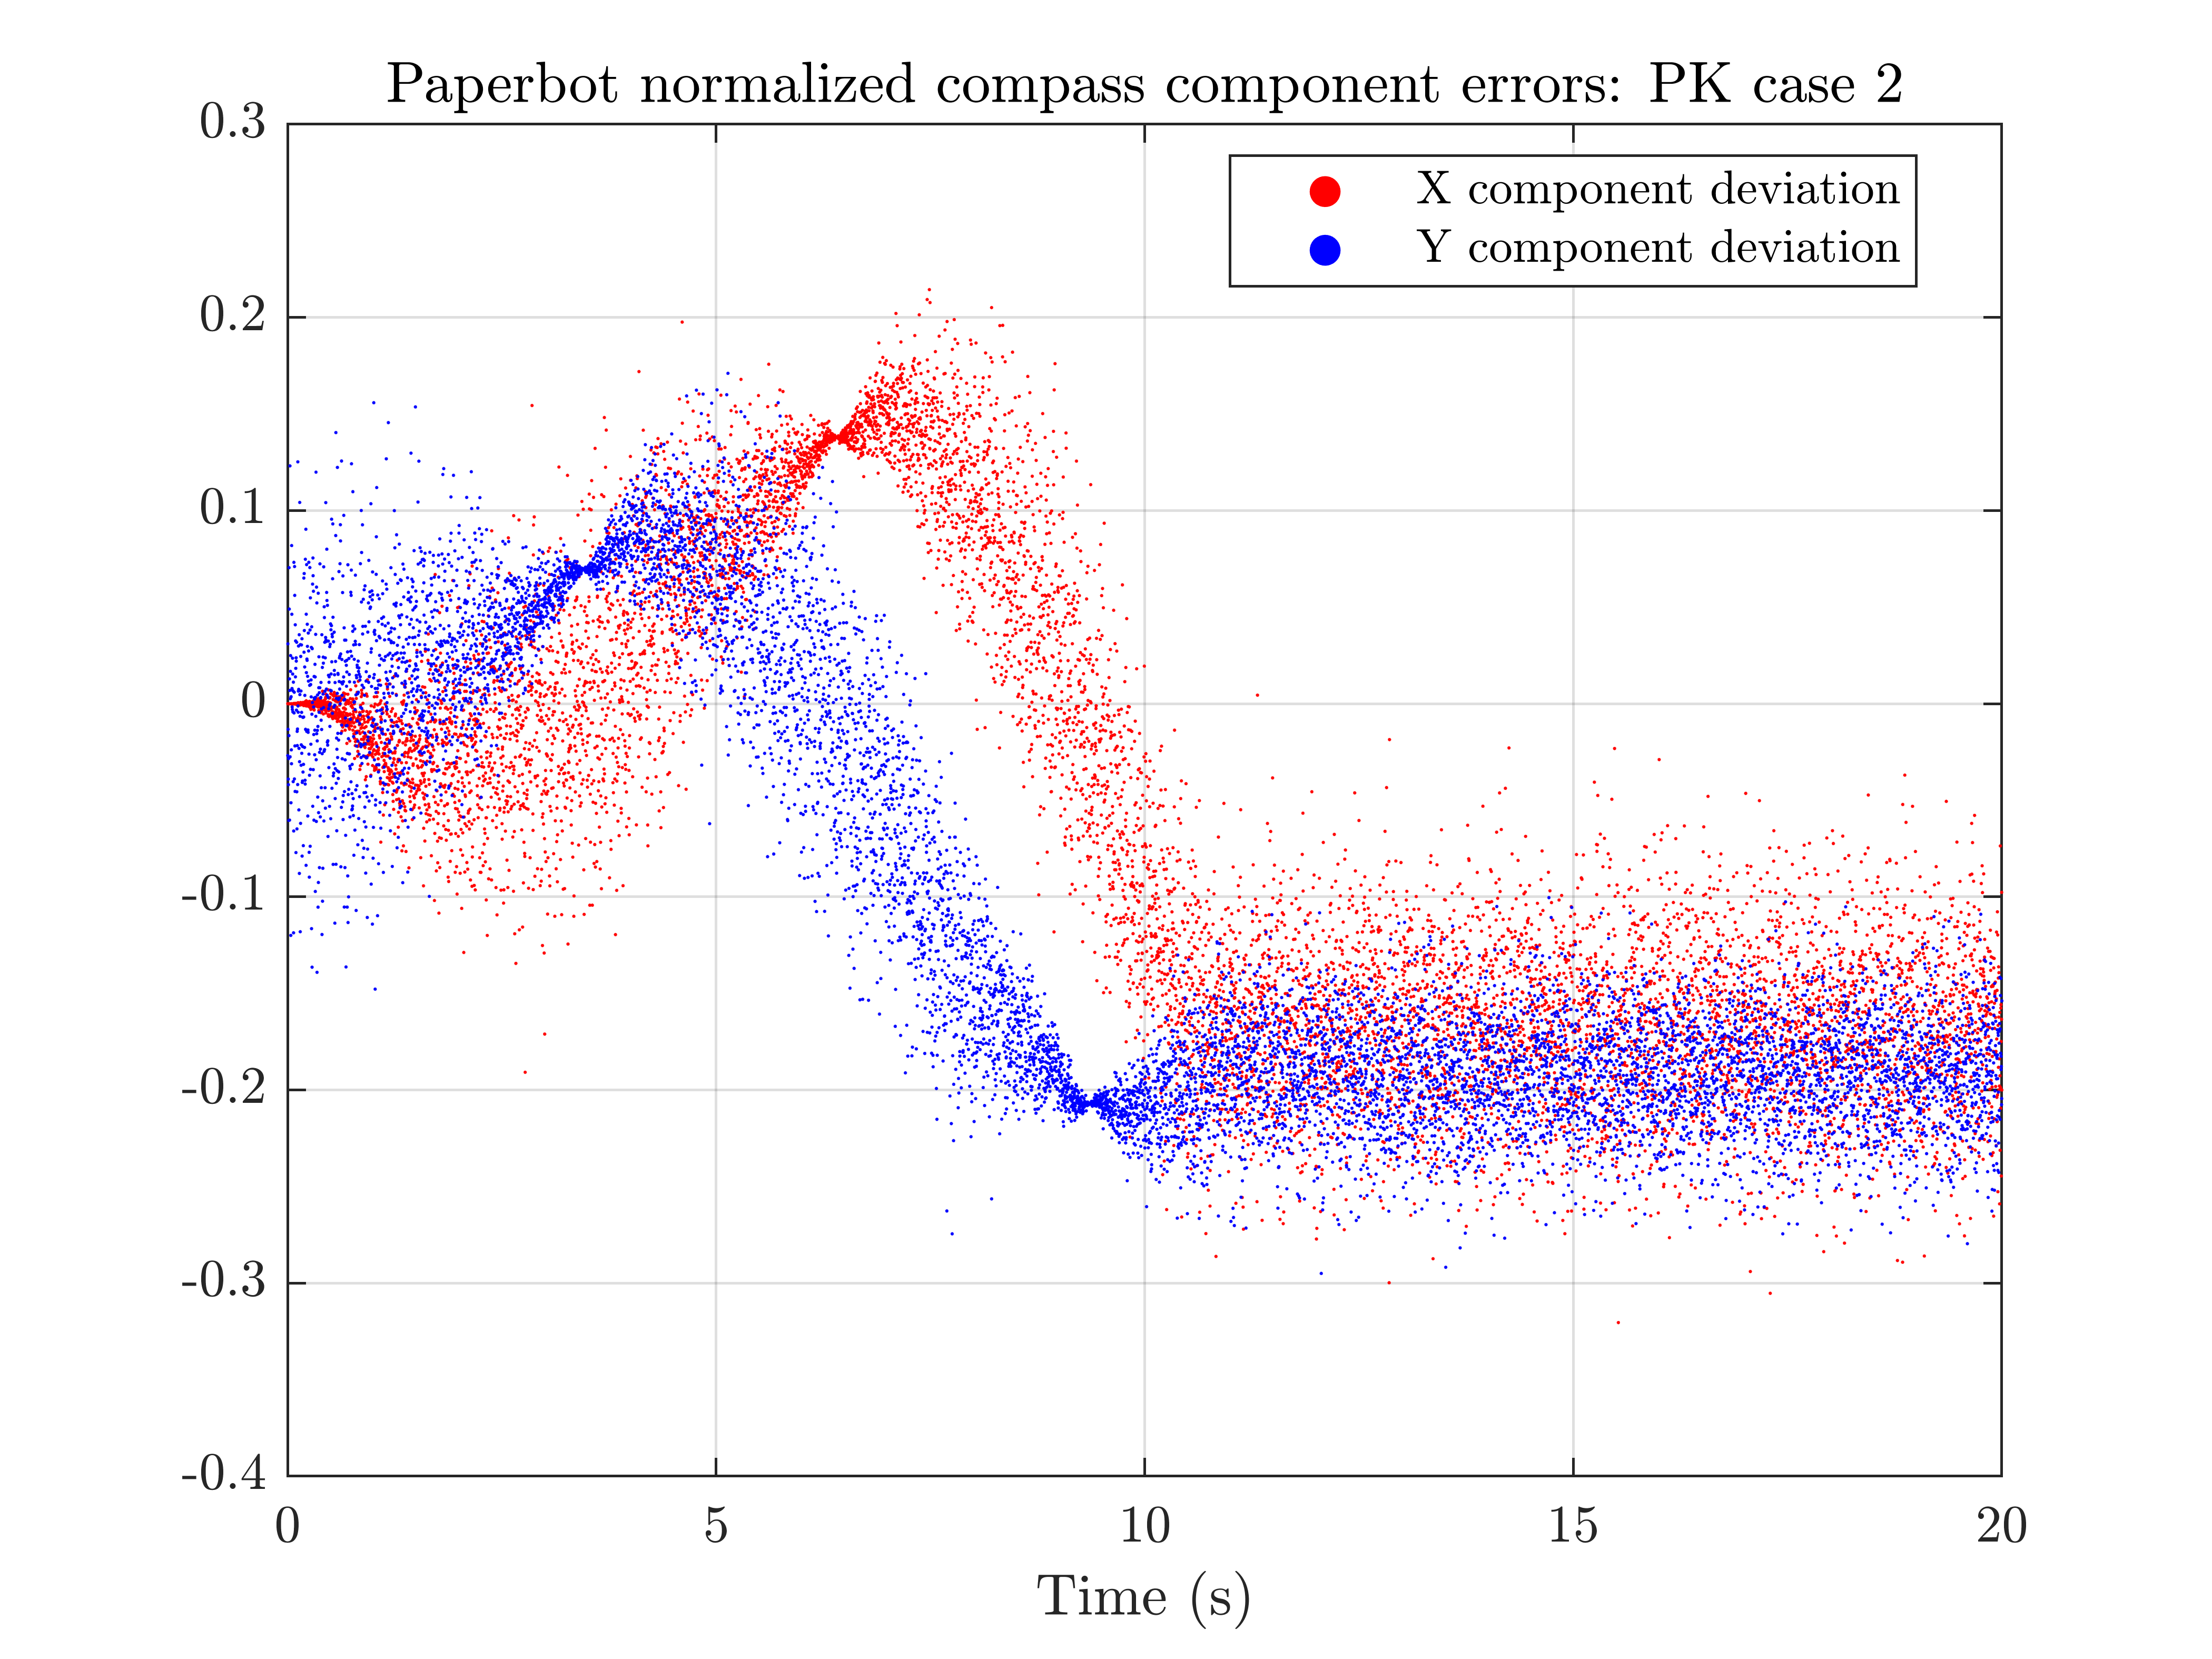 Paperbot normalized compass component errors: PK case 2
0.3
0.2
0.1
0
-0.1
-0.2
-0.3
-0.4
X component deviation
Y component deviation
0 5 10 15 20
Time (s)